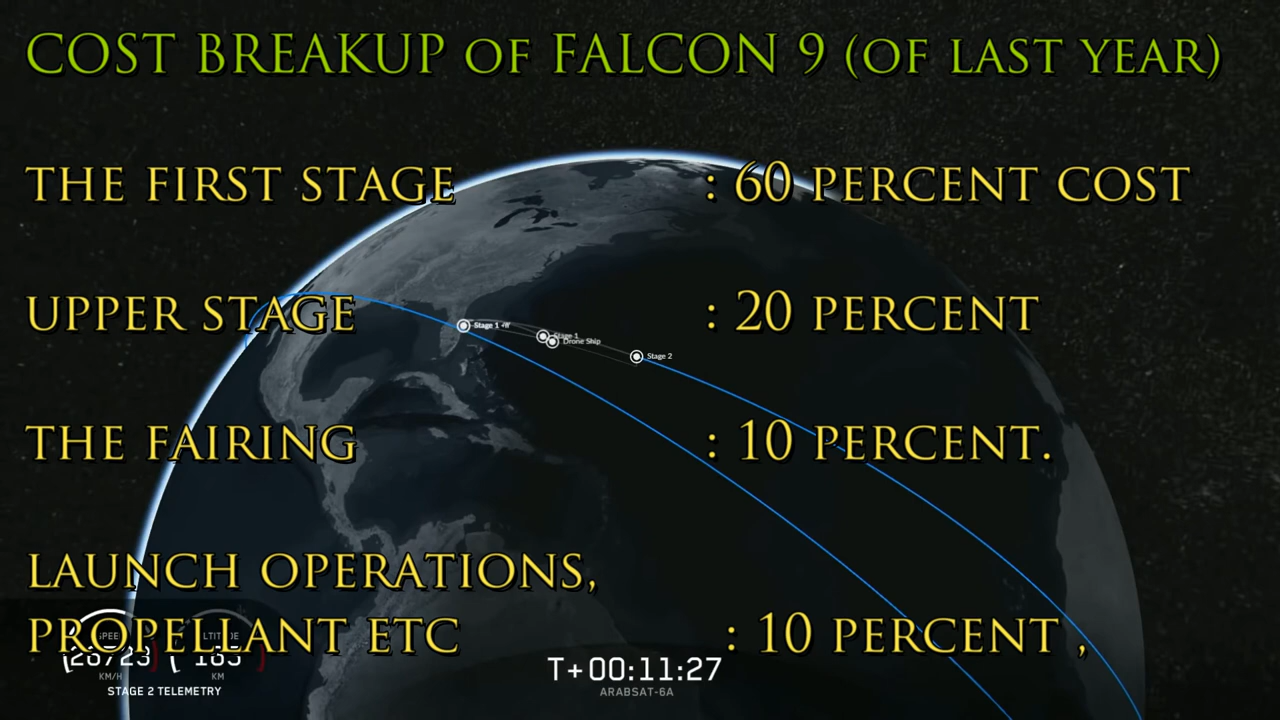 COST BREAKUP OF FALCON 9 (OF LAST YEAR)
THE FIRST STAGE : 60 PERCENT COST
UPPER STAGE : 20 PERCENT
Stage 1
Stage 1
Drone Ship
Stage 2
THE FAIRING : 10 PERCENT.
LAUNCH OPERATIONS,
PROPELLANT ETC : 10 PERCENT ,
KM/H
KM
STAGE 2 TELEMETRY
T+00:11:27
ARABSAT-6A